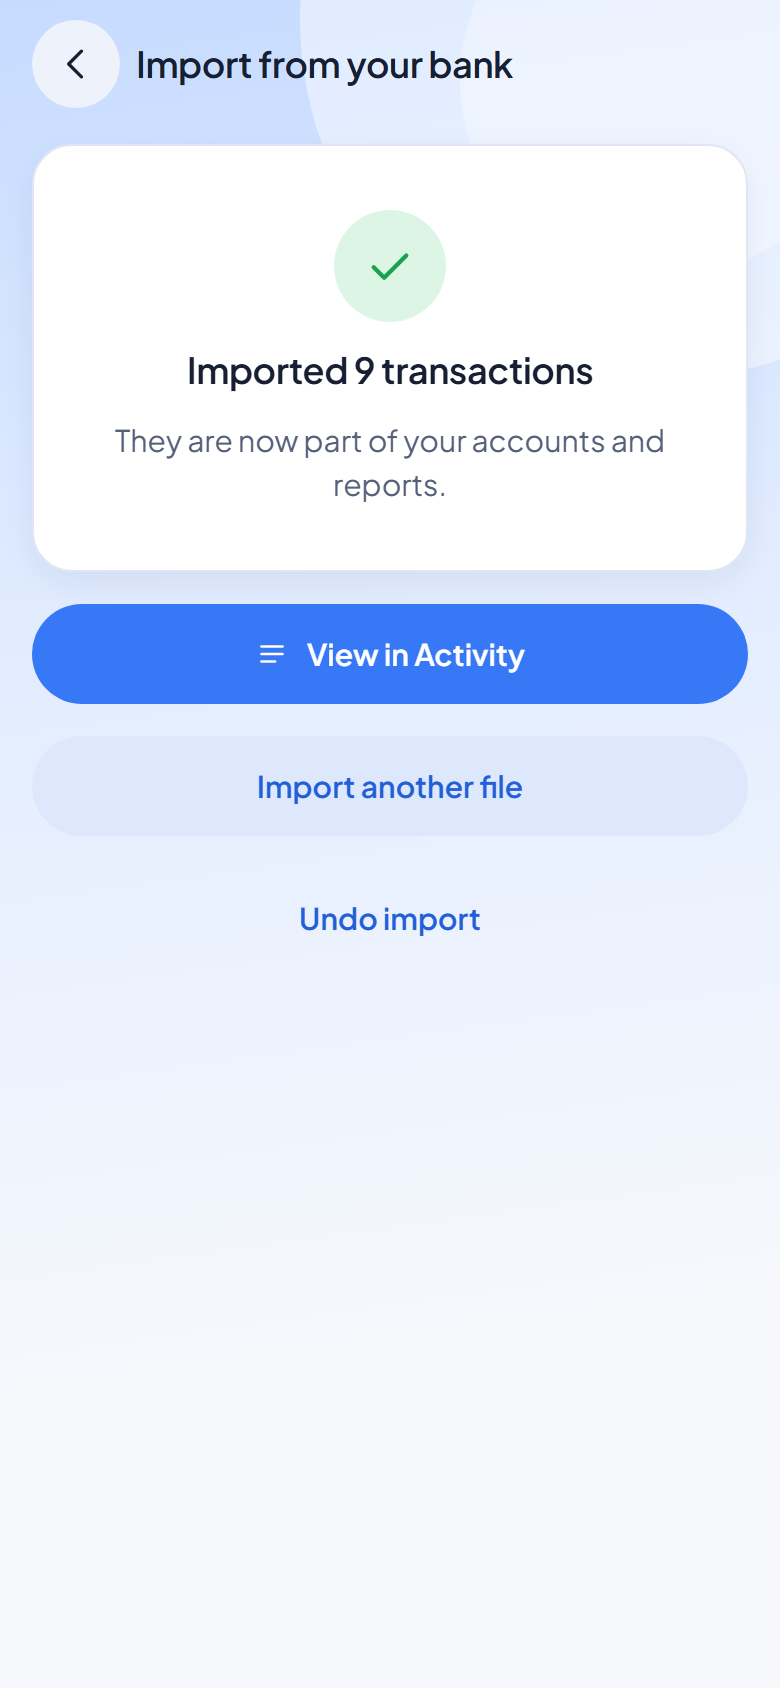 Import from your bank
Imported 9 transactions
They are now part of your accounts and
reports.
View in Activity
Import another file
Undo import